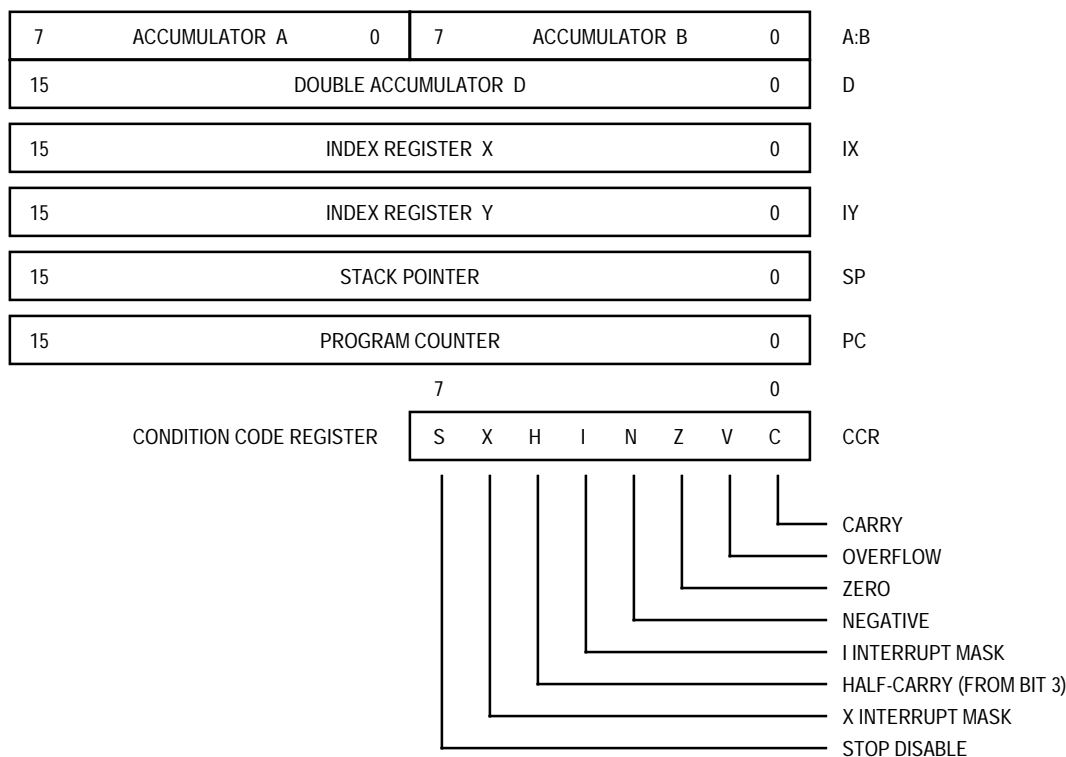 7 ACCUMULATOR A 0 7 ACCUMULATOR B 0 A:B
15 DOUBLE ACCUMULATOR D 0 D
15 INDEX REGISTER X 0 IX
15 INDEX REGISTER Y 0 IY
15 STACK POINTER 0 SP
15 PROGRAM COUNTER 0 PC
7 0
CONDITION CODE REGISTER S X H I N Z V C CCR
CARRY
OVERFLOW
ZERO
NEGATIVE
I INTERRUPT MASK
HALF-CARRY (FROM BIT 3)
X INTERRUPT MASK
STOP DISABLE